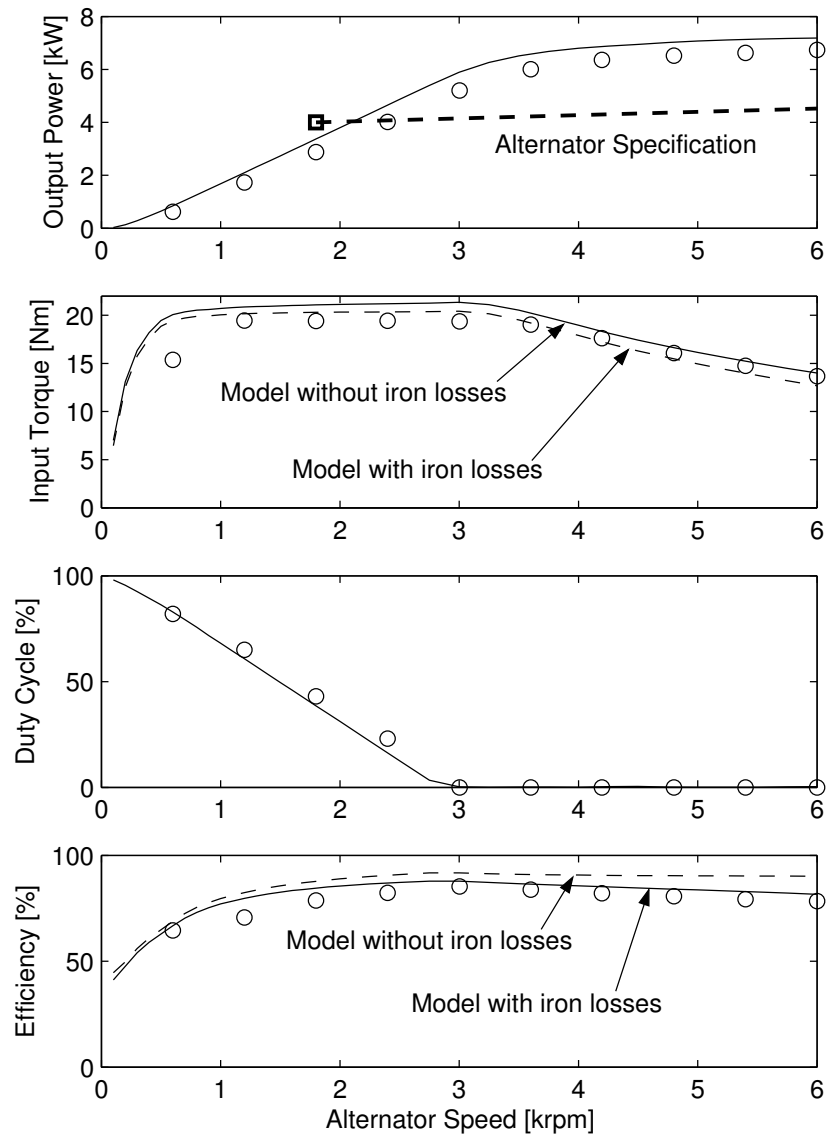 Output Power [kW]
8
6
4
2
0
Alternator Specification
0 1 2 3 4 5 6
Input Torque [Nm]
20
15
10
5
0
Model without iron losses
Model with iron losses
0 1 2 3 4 5 6
Duty Cycle [%]
100
50
0
0 1 2 3 4 5 6
Efficiency [%]
100
50
0
Model without iron losses
Model with iron losses
0 1 2 3 4 5 6
Alternator Speed [krpm]